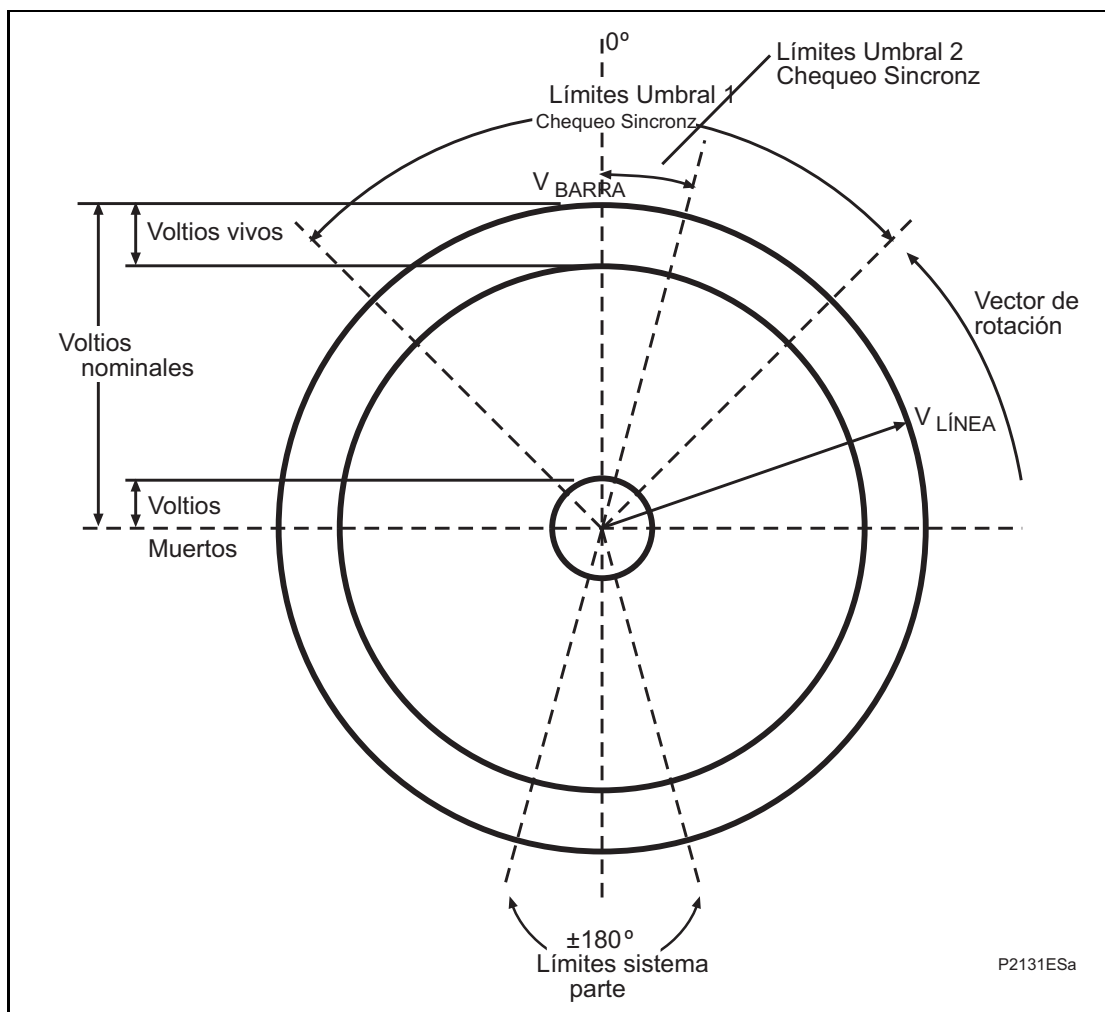 0º
Límites Umbral 2
Chequeo Sincronz
Límites Umbral 1
Chequeo Sincronz
V BARRA
Voltios vivos
Vector de
rotación
Voltios
nominales
V LÍNEA
Voltios
Muertos
±180º
Límites sistema
parte
P2131ESa